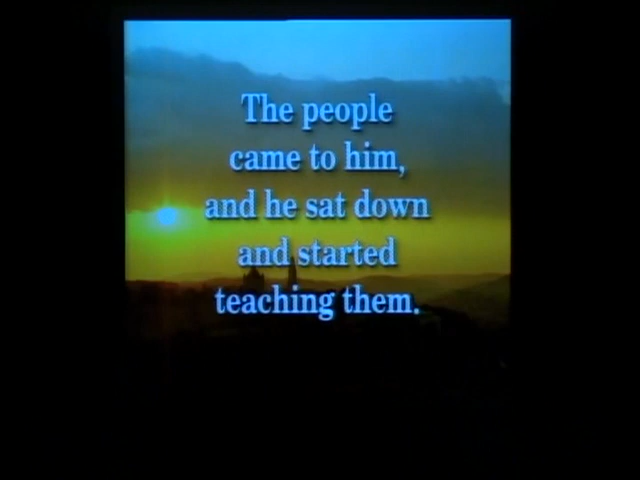 The people
came to him,
and he sat down
and started
teaching them.